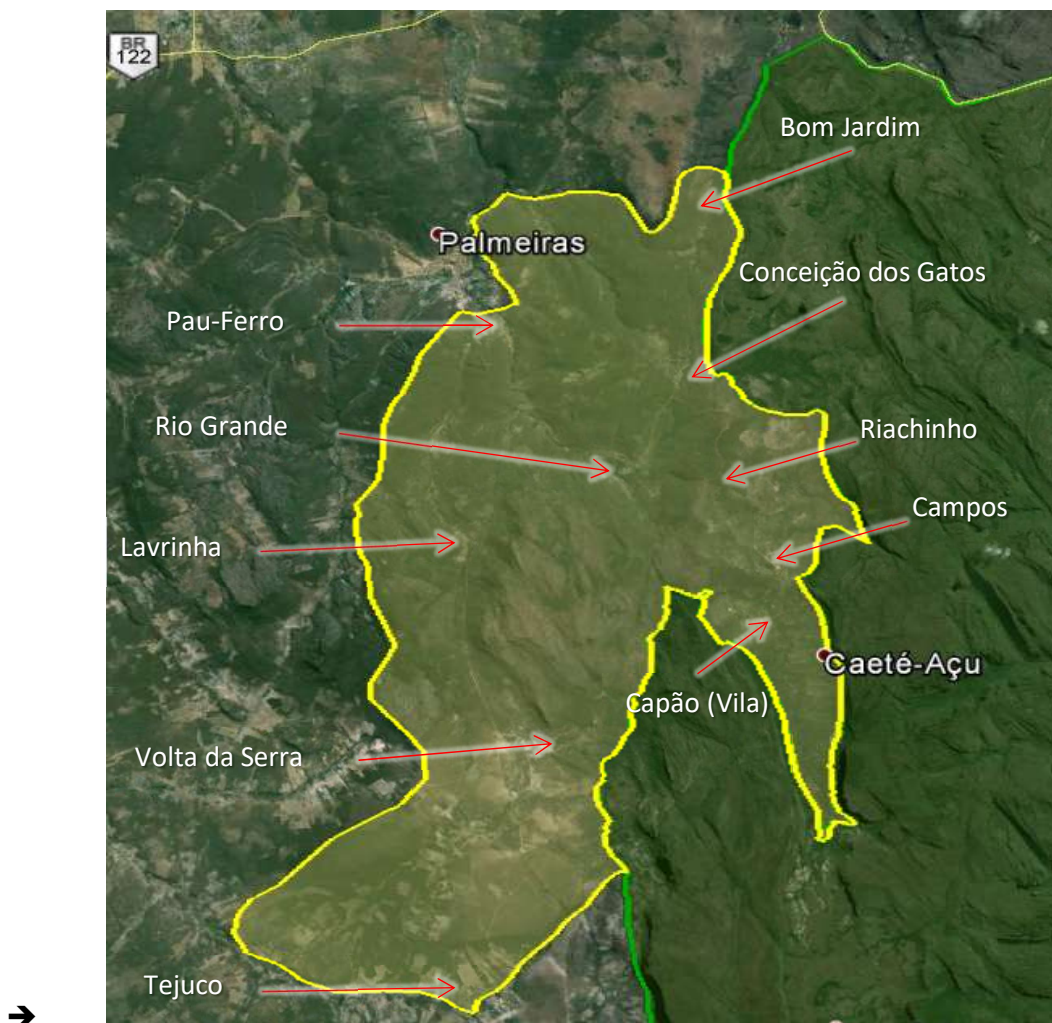 BR
122
Bom Jardim
Palmeiras
Conceição dos Gatos
Pau-Ferro
Rio Grande
Riachinho
Campos
Lavrinha
Caeté-Açu
Capão (Vila)
Volta da Serra
Tejuco
➔